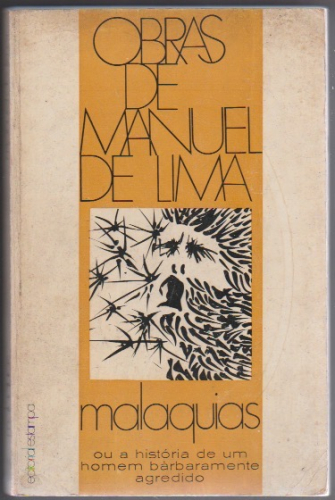 OBRAS
DE
MANUEL
DE LIMA
malaquias
ou a história de um
homem bàrbaramente
agredido
editorial estampa